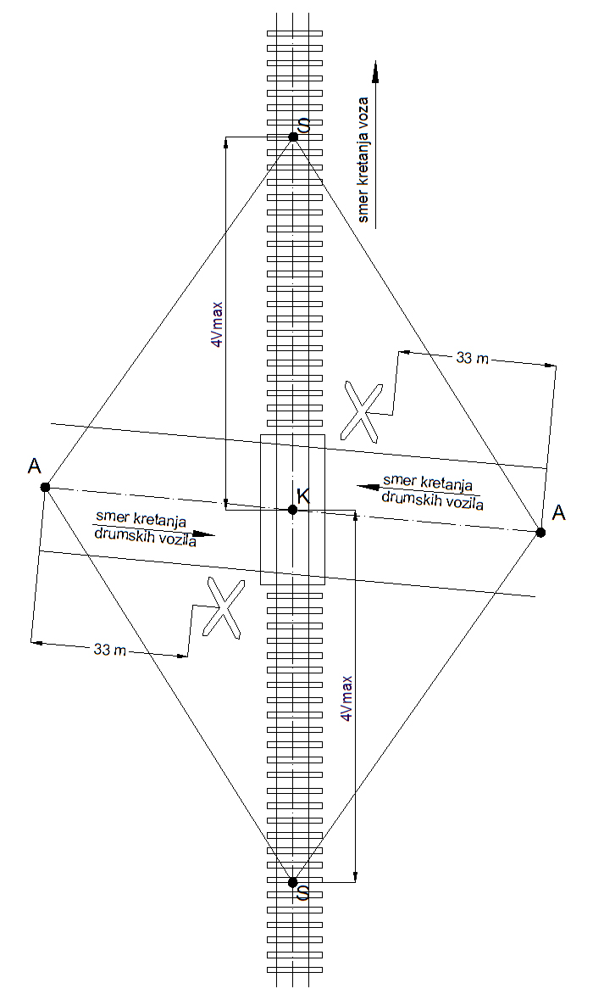 S
smer kretanja voza
4Vmax
33 m
A
K
smer kretanja
drumskih vozila
A
smer kretanja
drumskih vozila
33 m
4Vmax
S